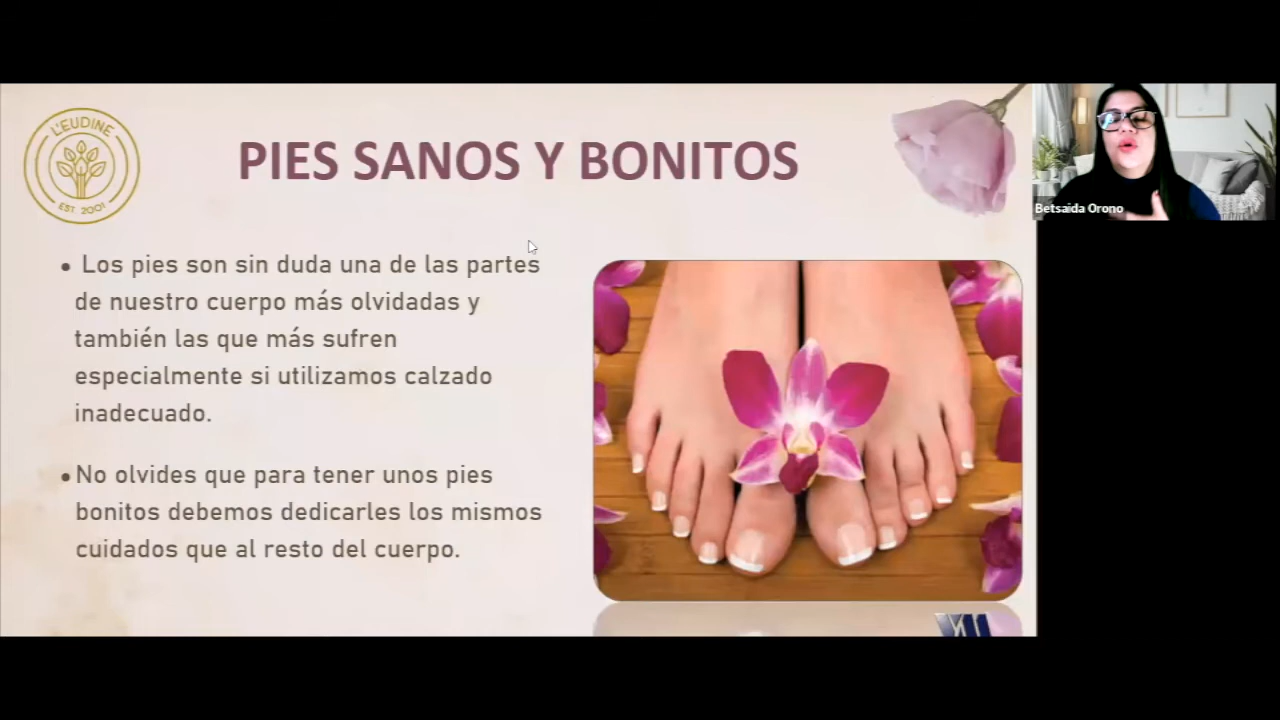 L'EUDINE
EST 2001
PIES SANOS Y BONITOS
Betsaida Orono
• Los pies son sin duda una de las partes
de nuestro cuerpo más olvidadas y
también las que más sufren
especialmente si utilizamos calzado
inadecuado.
• No olvides que para tener unos pies
bonitos debemos dedicarles los mismos
cuidados que al resto del cuerpo.